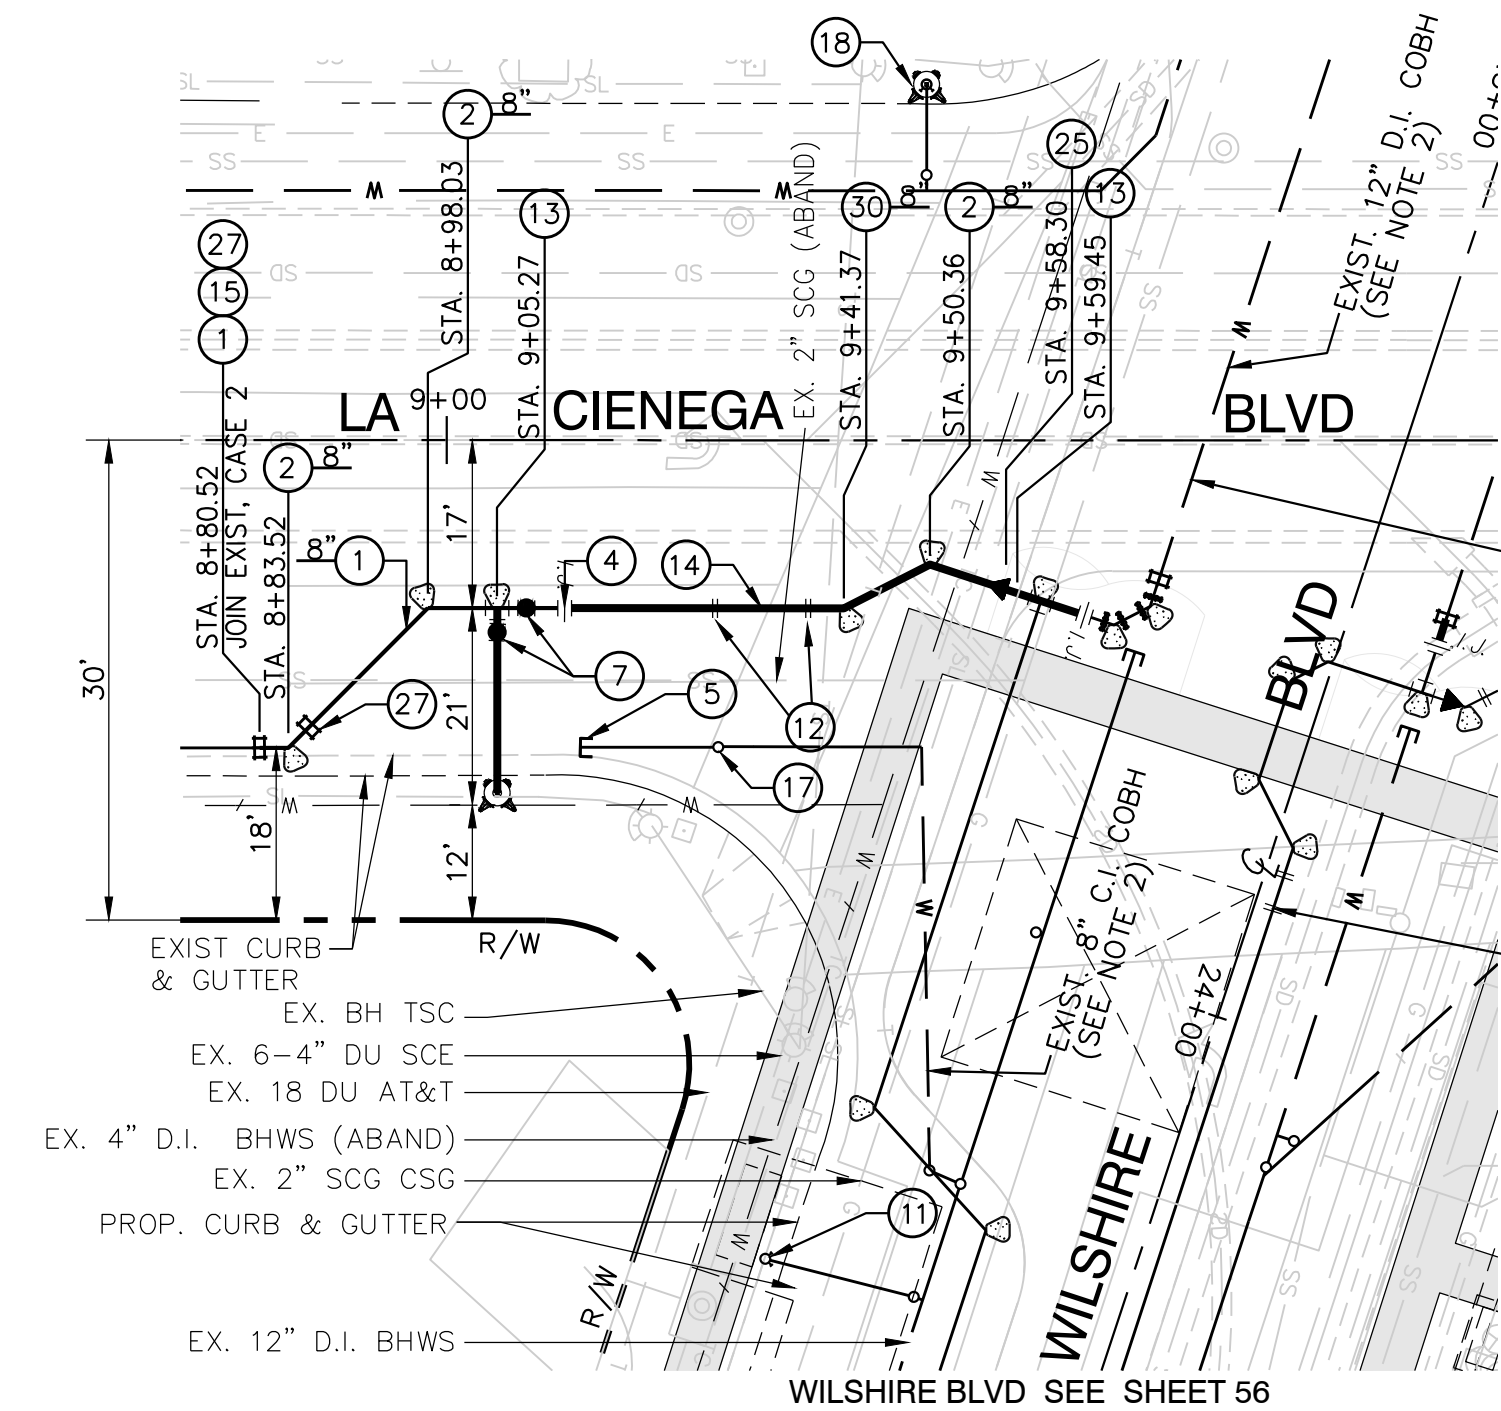 18
2 8"
STA. 8+98.03
13
STA. 9+05.27
27
15
1
STA. 8+80.52
JOIN EXIST, CASE 2
2 8"
STA. 8+83.52
8" 1
30 8"
STA. 9+41.37
2 8"
STA. 9+50.36
25
STA. 9+58.30
13
STA. 9+59.45
EX. 2" SCG (ABAND)
EXIST. 12" D.I. COBH
(SEE NOTE 2)
LA CIENEGA BLVD
9+00
17'
4
14
30'
21'
27
7
5
12
17
18'
12'
R/W
EXIST CURB
& GUTTER
EX. BH TSC
EX. 6-4" DU SCE
EX. 18 DU AT&T
EX. 4" D.I. BHWS (ABAND)
EX. 2" SCG CSG
PROP. CURB & GUTTER
EX. 12" D.I. BHWS
R/W
11
EXIST. 8" C.I. COBH
(SEE NOTE 2)
24+00
WILSHIRE BLVD
SS
SD
SL
E
W
G
T
I.J.
WILSHIRE BLVD SEE SHEET 56